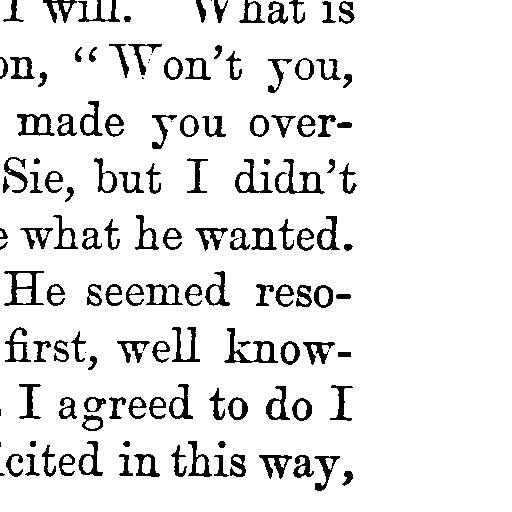 I will. What is
on, "Won't you,
made you over-
Sie, but I didn't
what he wanted.
He seemed reso-
first, well know-
I agreed to do I
icited in this way,